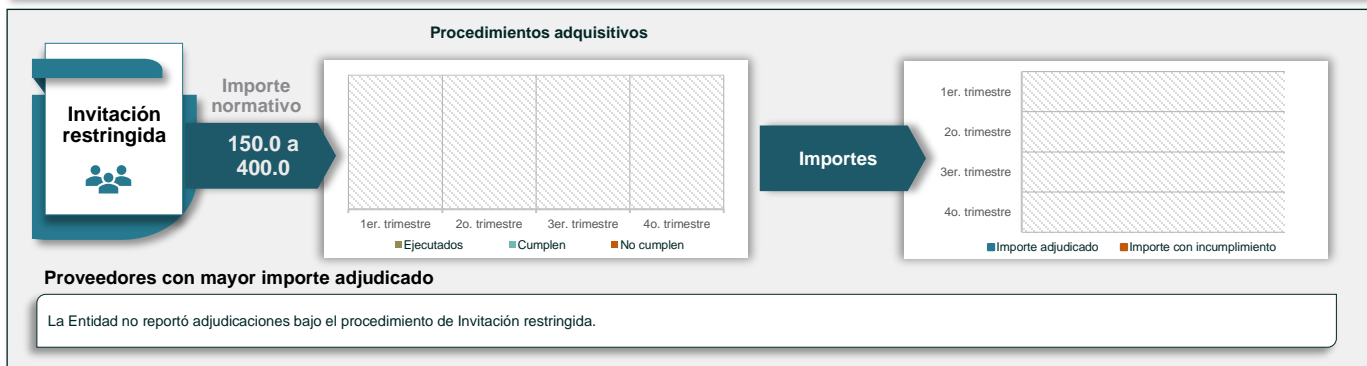 Procedimientos adquisitivos
Invitación
restringida
Importe
normativo
150.0 a
400.0
1er. trimestre
2o. trimestre
3er. trimestre
4o. trimestre
Ejecutados
Cumplen
No cumplen
Importes
1er. trimestre
2o. trimestre
3er. trimestre
4o. trimestre
Importe adjudicado
Importe con incumplimiento
Proveedores con mayor importe adjudicado
La Entidad no reportó adjudicaciones bajo el procedimiento de Invitación restringida.